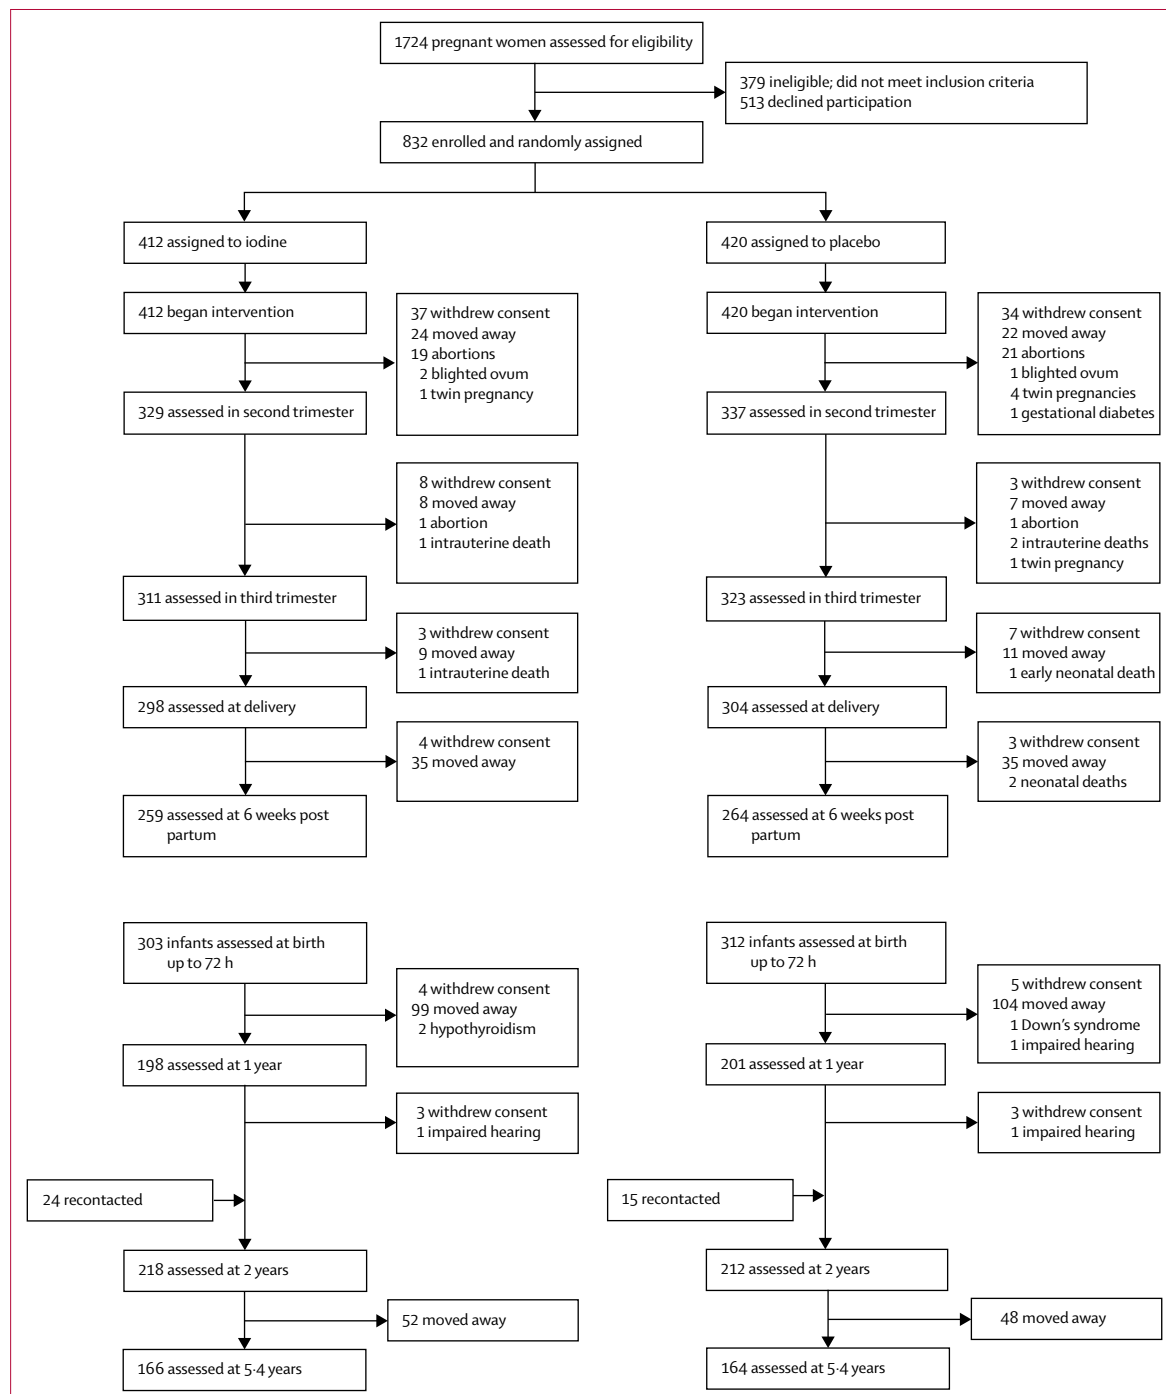 1724 pregnant women assessed for eligibility
379 ineligible; did not meet inclusion criteria
513 declined participation
832 enrolled and randomly assigned
412 assigned to iodine
420 assigned to placebo
412 began intervention
37 withdrew consent
24 moved away
19 abortions
2 blighted ovum
1 twin pregnancy
420 began intervention
34 withdrew consent
22 moved away
21 abortions
1 blighted ovum
4 twin pregnancies
1 gestational diabetes
329 assessed in second trimester
337 assessed in second trimester
8 withdrew consent
8 moved away
1 abortion
1 intrauterine death
3 withdrew consent
7 moved away
1 abortion
2 intrauterine deaths
1 twin pregnancy
311 assessed in third trimester
323 assessed in third trimester
3 withdrew consent
9 moved away
1 intrauterine death
7 withdrew consent
11 moved away
1 early neonatal death
298 assessed at delivery
304 assessed at delivery
4 withdrew consent
35 moved away
3 withdrew consent
35 moved away
2 neonatal deaths
259 assessed at 6 weeks post
partum
264 assessed at 6 weeks post
partum
303 infants assessed at birth
up to 72 h
312 infants assessed at birth
up to 72 h
4 withdrew consent
99 moved away
2 hypothyroidism
5 withdrew consent
104 moved away
1 Down's syndrome
1 impaired hearing
198 assessed at 1 year
201 assessed at 1 year
3 withdrew consent
1 impaired hearing
3 withdrew consent
1 impaired hearing
24 recontacted
15 recontacted
218 assessed at 2 years
212 assessed at 2 years
52 moved away
48 moved away
166 assessed at 5·4 years
164 assessed at 5·4 years